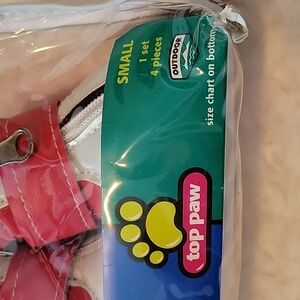 SMALL
1 set
4 pieces
OUTDOOR
size chart on bottom
top paw